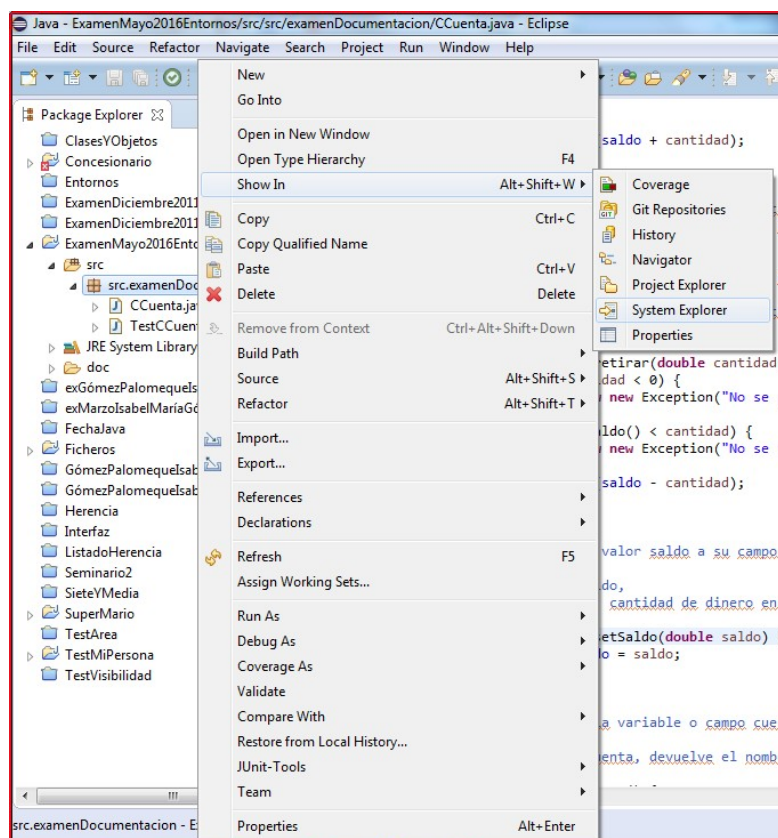 Java - ExamenMayo2016Entornos/src/src/examenDocumentacion/CCuenta.java - Eclipse
File Edit Source Refactor Navigate Search Project Run Window Help
Package Explorer
ClasesYObjetos
Concesionario
Entornos
ExamenDiciembre2011
ExamenDiciembre2011
ExamenMayo2016Ento
src
src.examenDoc
CCuenta.ja
TestCCuen
JRE System Library
doc
exGómezPalomequeIs
exMarzoIsabelMaríaGó
FechaJava
Ficheros
GómezPalomequeIsab
GómezPalomequeIsab
Herencia
Interfaz
ListadoHerencia
Seminario2
SieteYMedia
SuperMario
TestArea
TestMiPersona
TestVisibilidad
src.examenDocumentacion - E
New
Go Into
Open in New Window
Open Type Hierarchy F4
Show In Alt+Shift+W
Copy Ctrl+C
Copy Qualified Name
Paste Ctrl+V
Delete Delete
Remove from Context Ctrl+Alt+Shift+Down
Build Path
Source Alt+Shift+S
Refactor Alt+Shift+T
Import...
Export...
References
Declarations
Refresh F5
Assign Working Sets...
Run As
Debug As
Coverage As
Validate
Compare With
Restore from Local History...
JUnit-Tools
Team
Properties Alt+Enter
Coverage
Git Repositories
History
Navigator
Project Explorer
System Explorer
Properties
saldo + cantidad);
etirar(double cantidad
dad < 0) {
new Exception("No se
ldo() < cantidad) {
new Exception("No se
saldo - cantidad);
valor saldo a su campo
do,
cantidad de dinero en
etSaldo(double saldo)
o = saldo;
a variable o campo cue
enta, devuelve el nomb